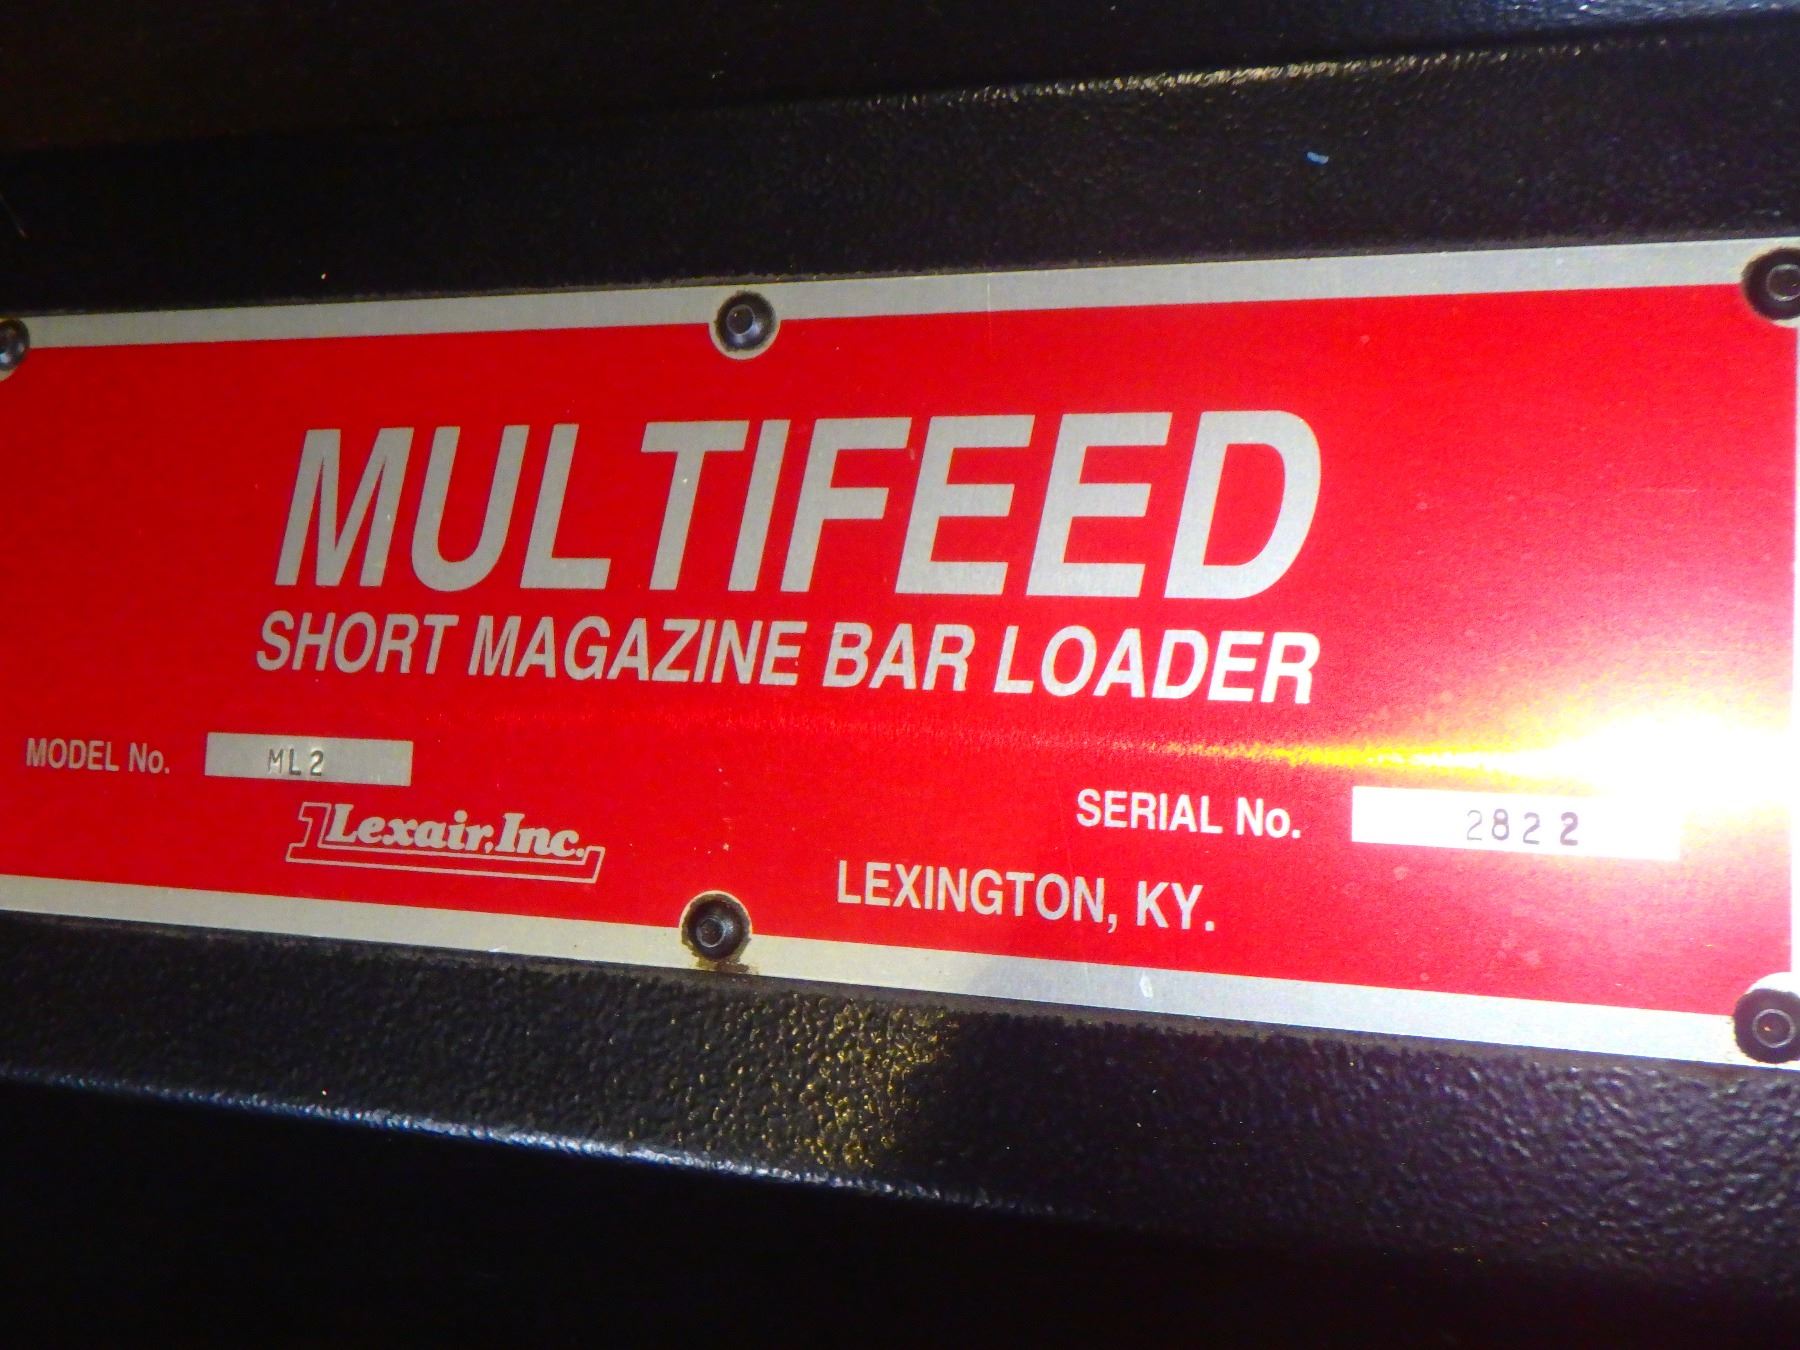 MULTIFEED
SHORT MAGAZINE BAR LOADER
MODEL No. ML2
SERIAL No. 2822
Lexair, Inc.
LEXINGTON, KY.